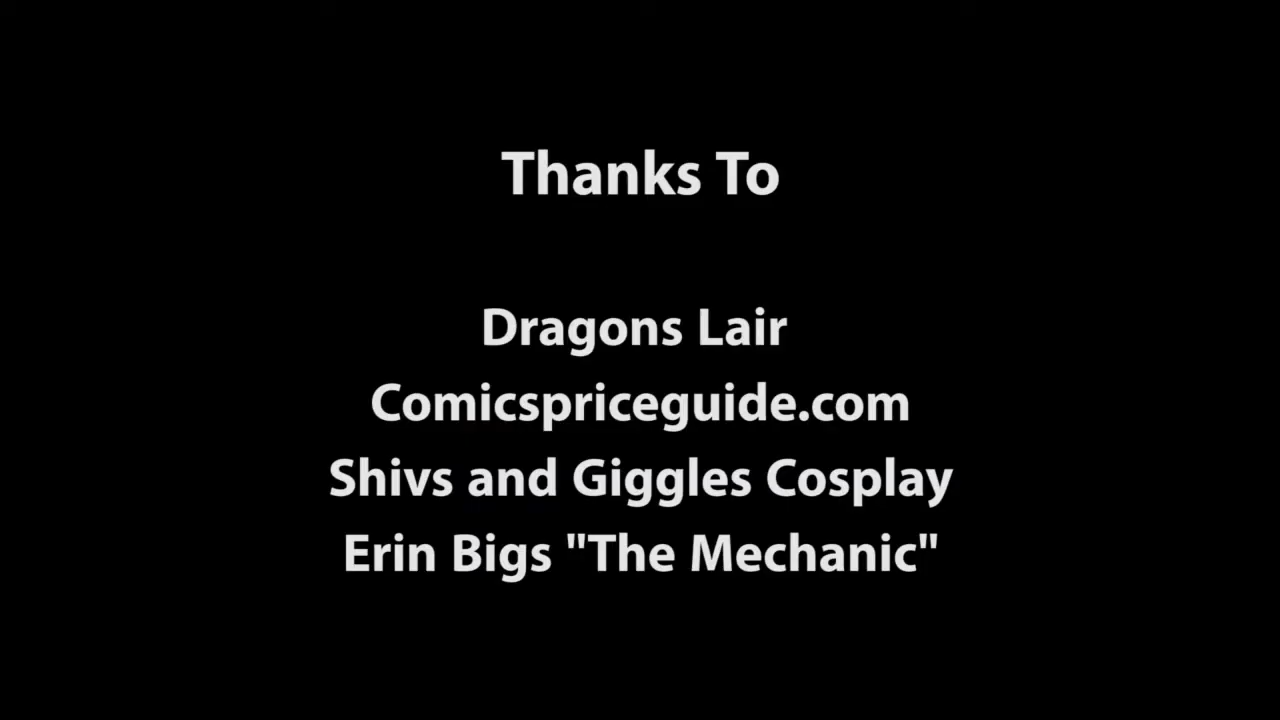 Thanks To
Dragons Lair
Comicspriceguide.com
Shivs and Giggles Cosplay
Erin Bigs "The Mechanic"